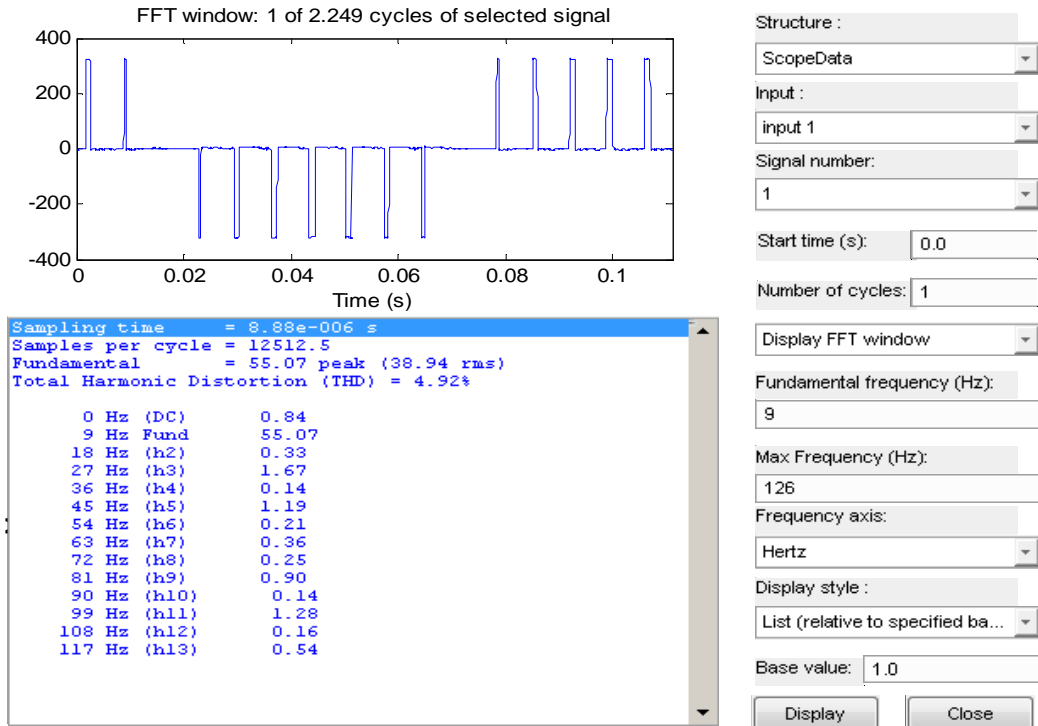 FFT window: 1 of 2.249 cycles of selected signal
400
200
0
-200
-400
0
0.02
0.04
0.06
0.08
0.1
Time (s)
Sampling time = 8.88e-006 s
Samples per cycle = 12512.5
Fundamental = 55.07 peak (38.94 rms)
Total Harmonic Distortion (THD) = 4.92%
0 Hz (DC) 0.84
9 Hz Fund 55.07
18 Hz (h2) 0.33
27 Hz (h3) 1.67
36 Hz (h4) 0.14
45 Hz (h5) 1.19
54 Hz (h6) 0.21
63 Hz (h7) 0.36
72 Hz (h8) 0.25
81 Hz (h9) 0.90
90 Hz (h10) 0.14
99 Hz (h11) 1.28
108 Hz (h12) 0.16
117 Hz (h13) 0.54
Structure :
ScopeData
Input :
input 1
Signal number:
1
Start time (s): 0.0
Number of cycles: 1
Display FFT window
Fundamental frequency (Hz):
9
Max Frequency (Hz):
126
Frequency axis:
Hertz
Display style :
List (relative to specified ba...
Base value: 1.0
Display Close